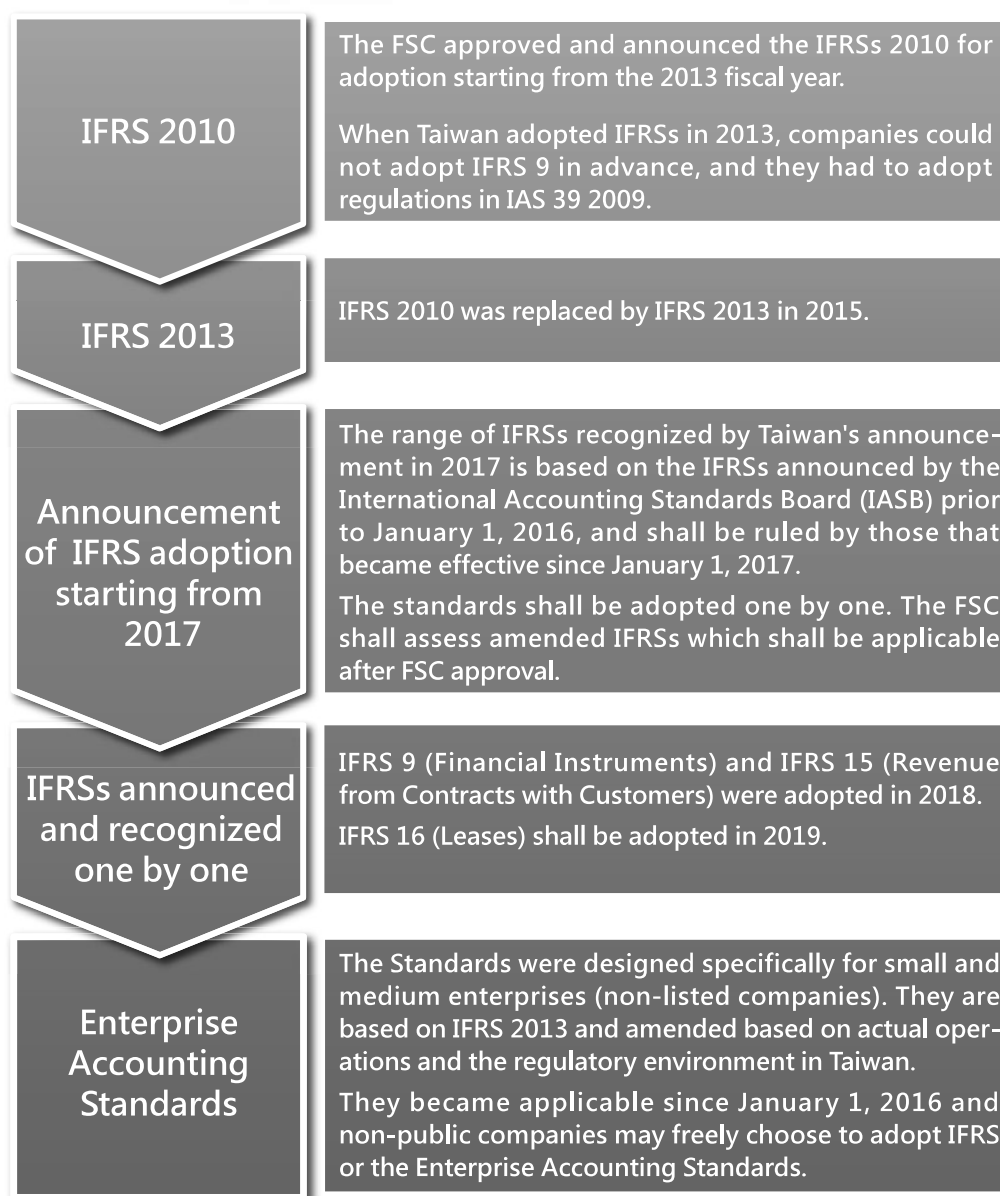 IFRS 2010
The FSC approved and announced the IFRSs 2010 for
adoption starting from the 2013 fiscal year.
When Taiwan adopted IFRSs in 2013, companies could
not adopt IFRS 9 in advance, and they had to adopt
regulations in IAS 39 2009.
IFRS 2013
IFRS 2010 was replaced by IFRS 2013 in 2015.
Announcement
of IFRS adoption
starting from
2017
The range of IFRSs recognized by Taiwan's announce-
ment in 2017 is based on the IFRSs announced by the
International Accounting Standards Board (IASB) prior
to January 1, 2016, and shall be ruled by those that
became effective since January 1, 2017.
The standards shall be adopted one by one. The FSC
shall assess amended IFRSs which shall be applicable
after FSC approval.
IFRSs announced
and recognized
one by one
IFRS 9 (Financial Instruments) and IFRS 15 (Revenue
from Contracts with Customers) were adopted in 2018.
IFRS 16 (Leases) shall be adopted in 2019.
Enterprise
Accounting
Standards
The Standards were designed specifically for small and
medium enterprises (non-listed companies). They are
based on IFRS 2013 and amended based on actual oper-
ations and the regulatory environment in Taiwan.
They became applicable since January 1, 2016 and
non-public companies may freely choose to adopt IFRS
or the Enterprise Accounting Standards.